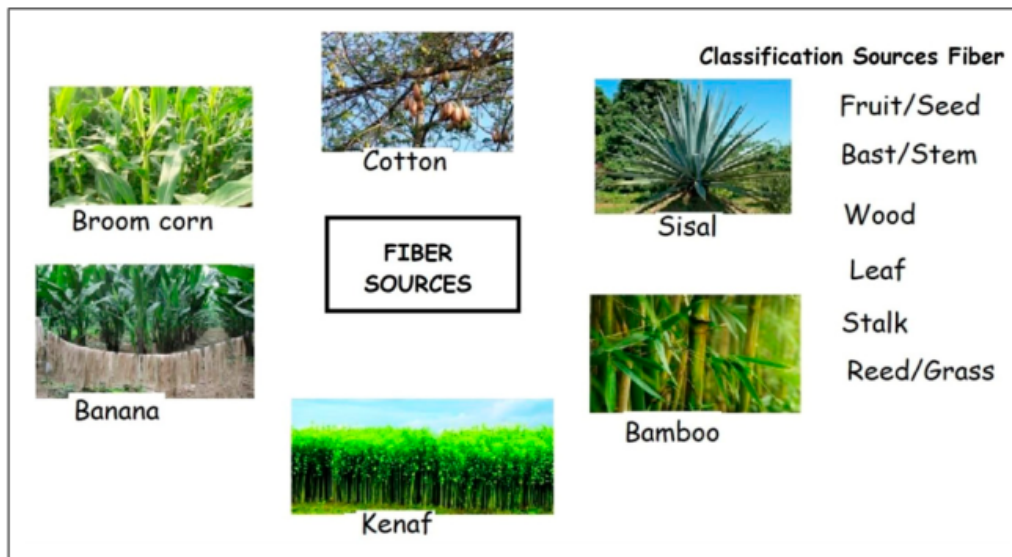 Classification Sources Fiber
Cotton
Broom corn
Sisal
FIBER
SOURCES
Banana
Bamboo
Kenaf
Fruit/Seed
Bast/Stem
Wood
Leaf
Stalk
Reed/Grass